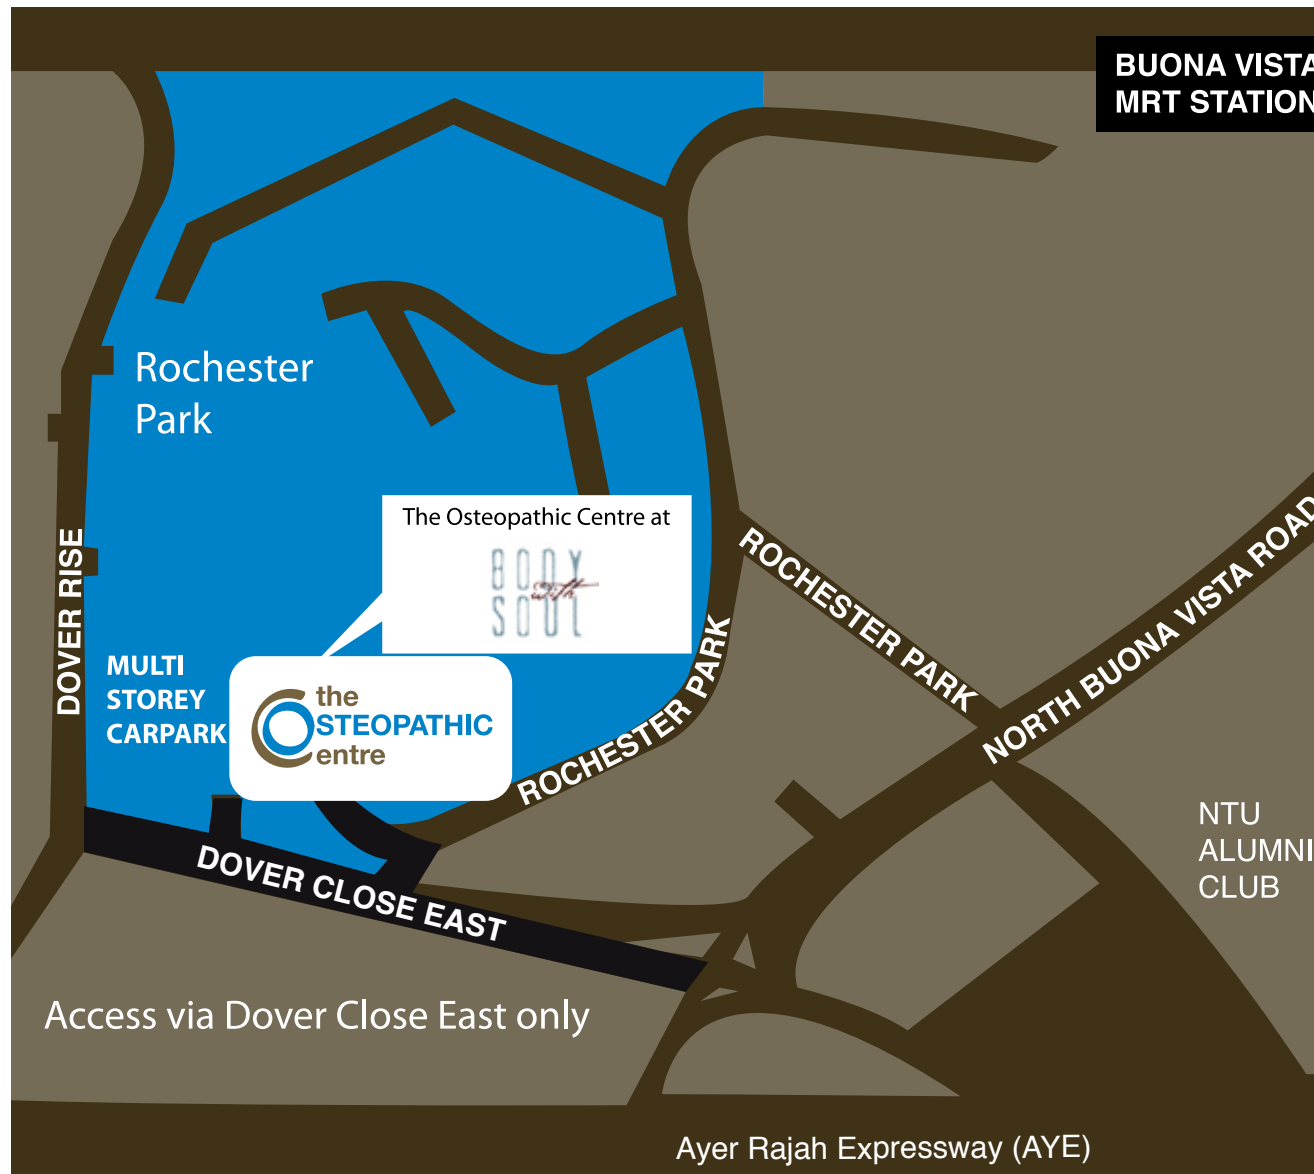 BUONA VISTA
MRT STATION
Rochester
Park
The Osteopathic Centre at
BODY
with
SOUL
DOVER RISE
ROCHESTER PARK
NORTH BUONA VISTA ROAD
MULTI
STOREY
CARPARK
the
OSTEOPATHIC
Centre
ROCHESTER PARK
NTU
ALUMNI
CLUB
DOVER CLOSE EAST
Access via Dover Close East only
Ayer Rajah Expressway (AYE)